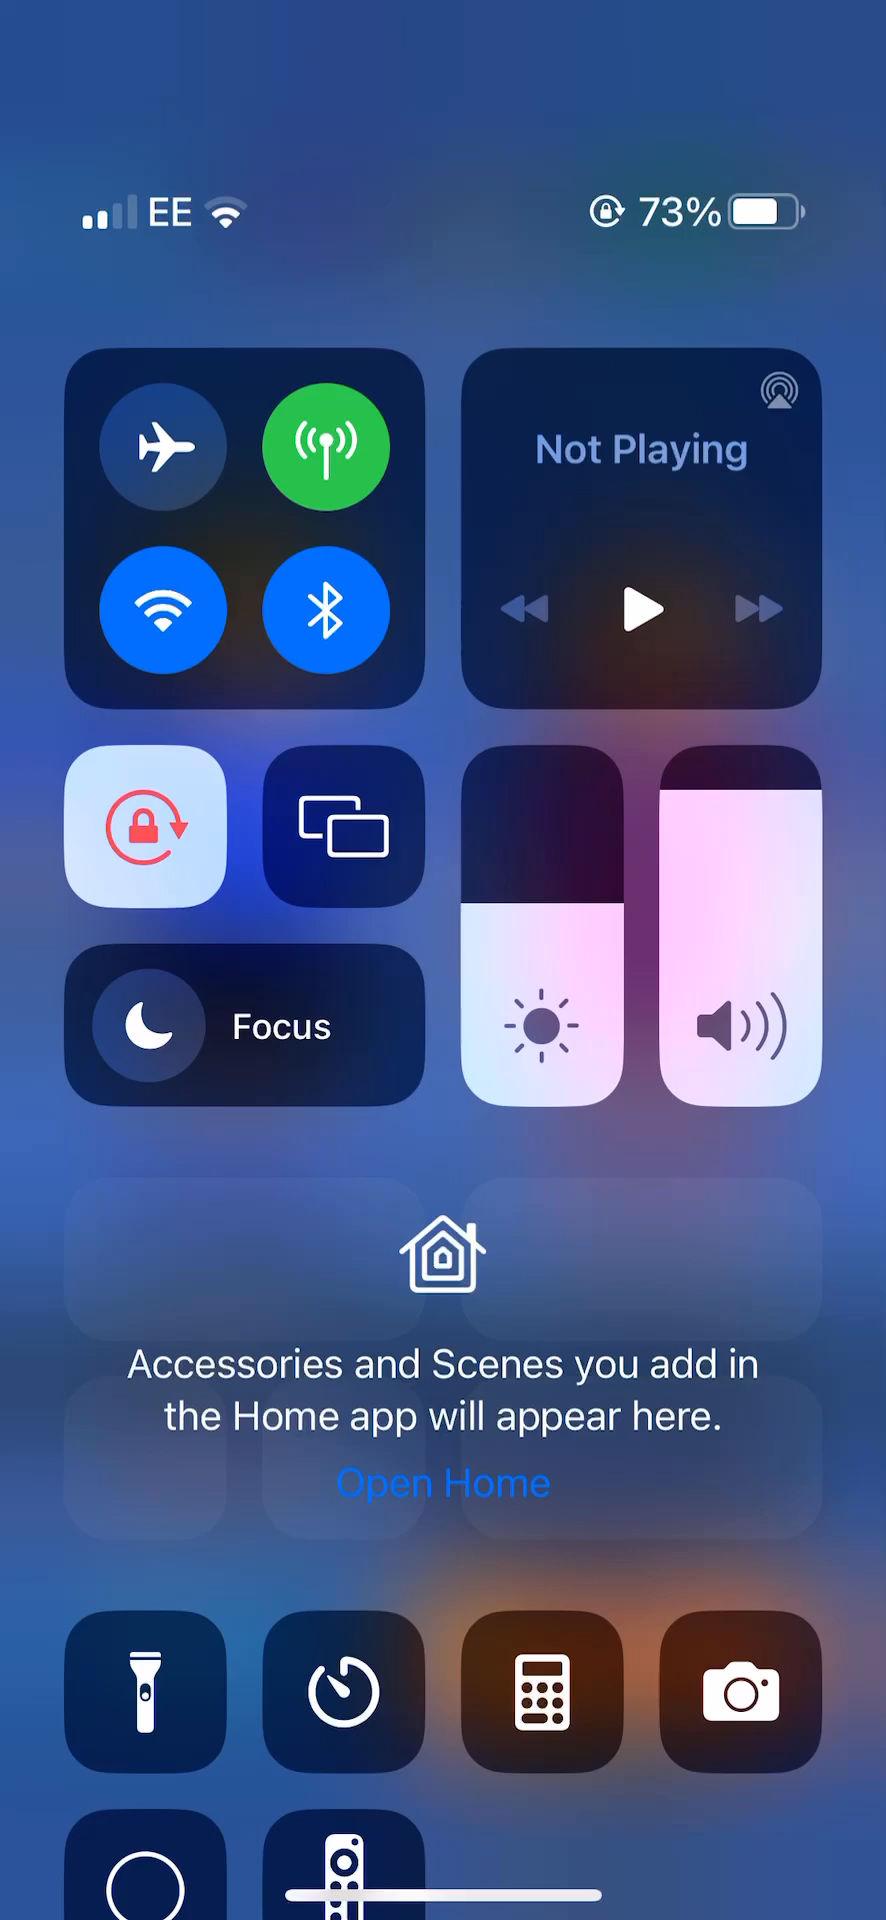 EE
73%
Not Playing
Focus
Accessories and Scenes you add in
the Home app will appear here.
Open Home